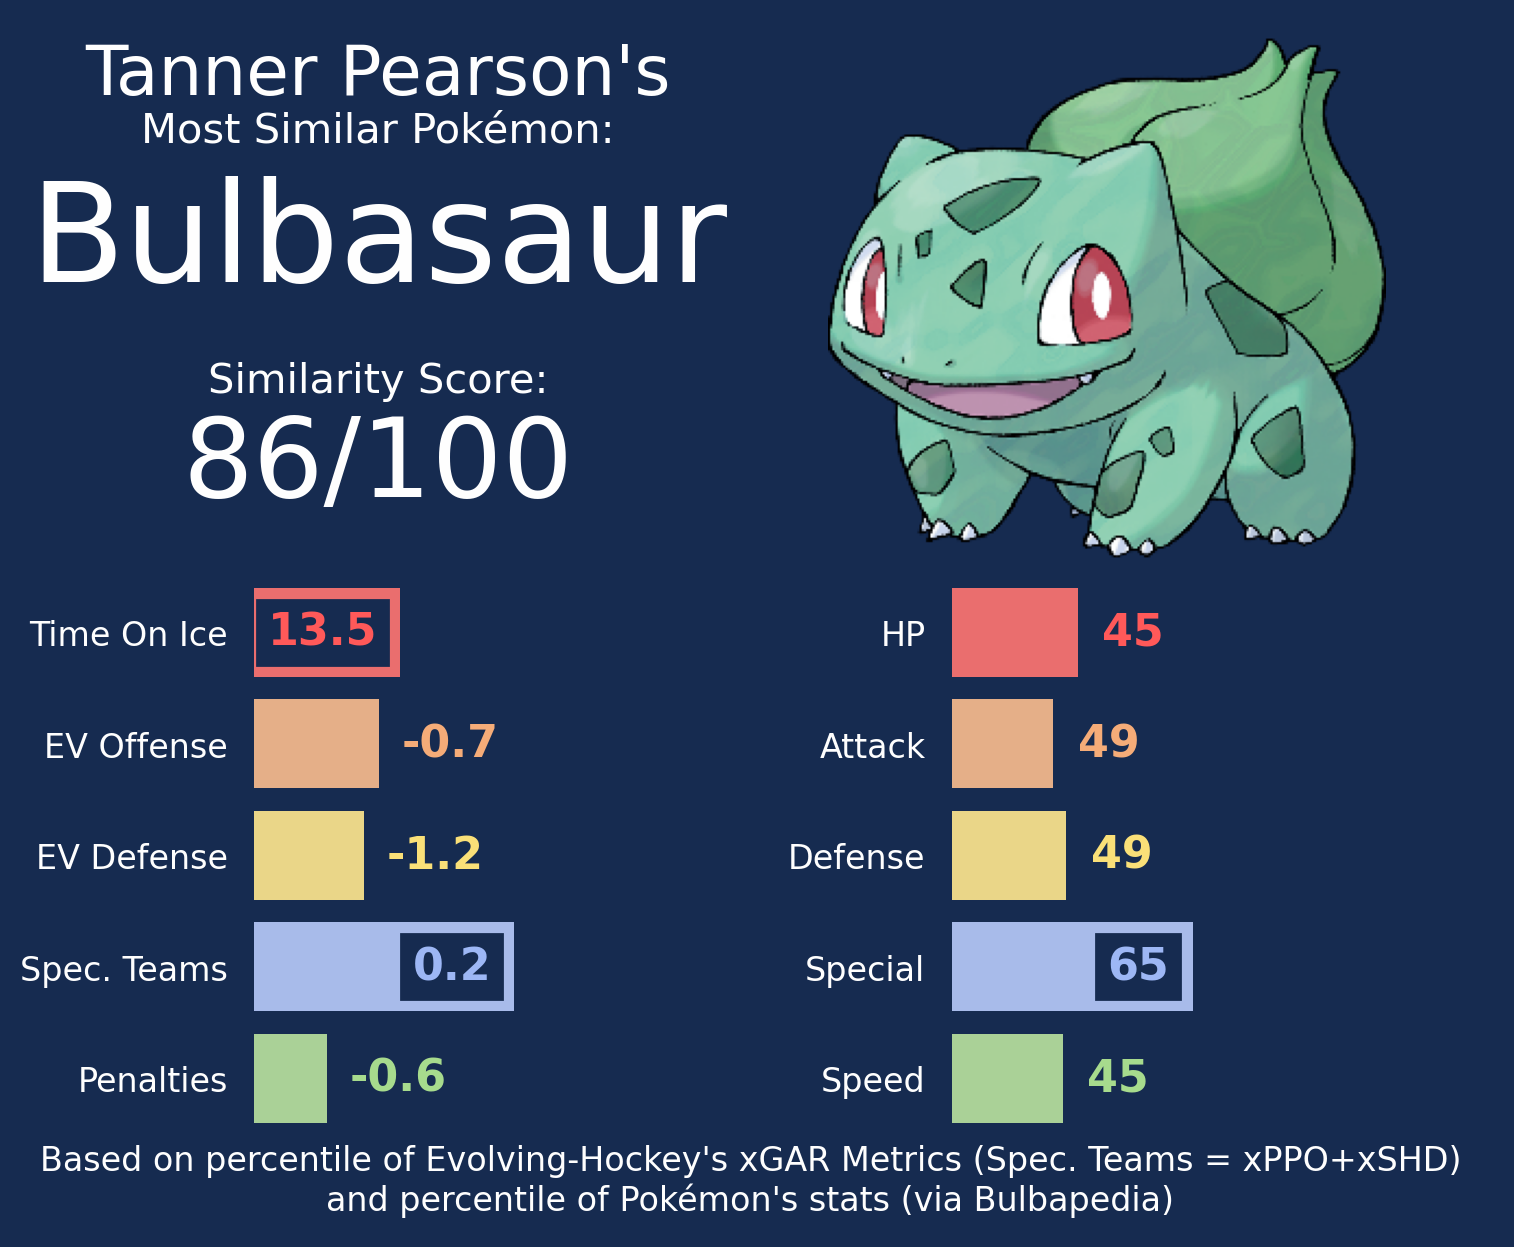 Tanner Pearson's
Most Similar Pokémon:
Bulbasaur
Similarity Score:
86/100
Time On Ice 13.5
EV Offense -0.7
EV Defense -1.2
Spec. Teams 0.2
Penalties -0.6
HP 45
Attack 49
Defense 49
Special 65
Speed 45
Based on percentile of Evolving-Hockey's xGAR Metrics (Spec. Teams = xPPO+xSHD)
and percentile of Pokémon's stats (via Bulbapedia)